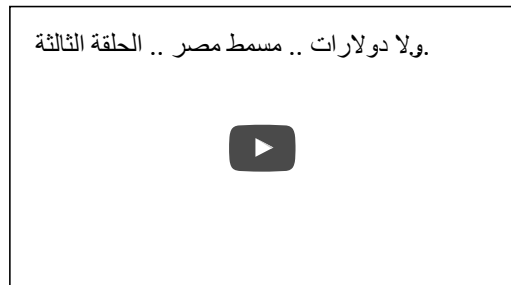 .ولا دولارات .. مسمط مصر .. الحلقة الثالثة